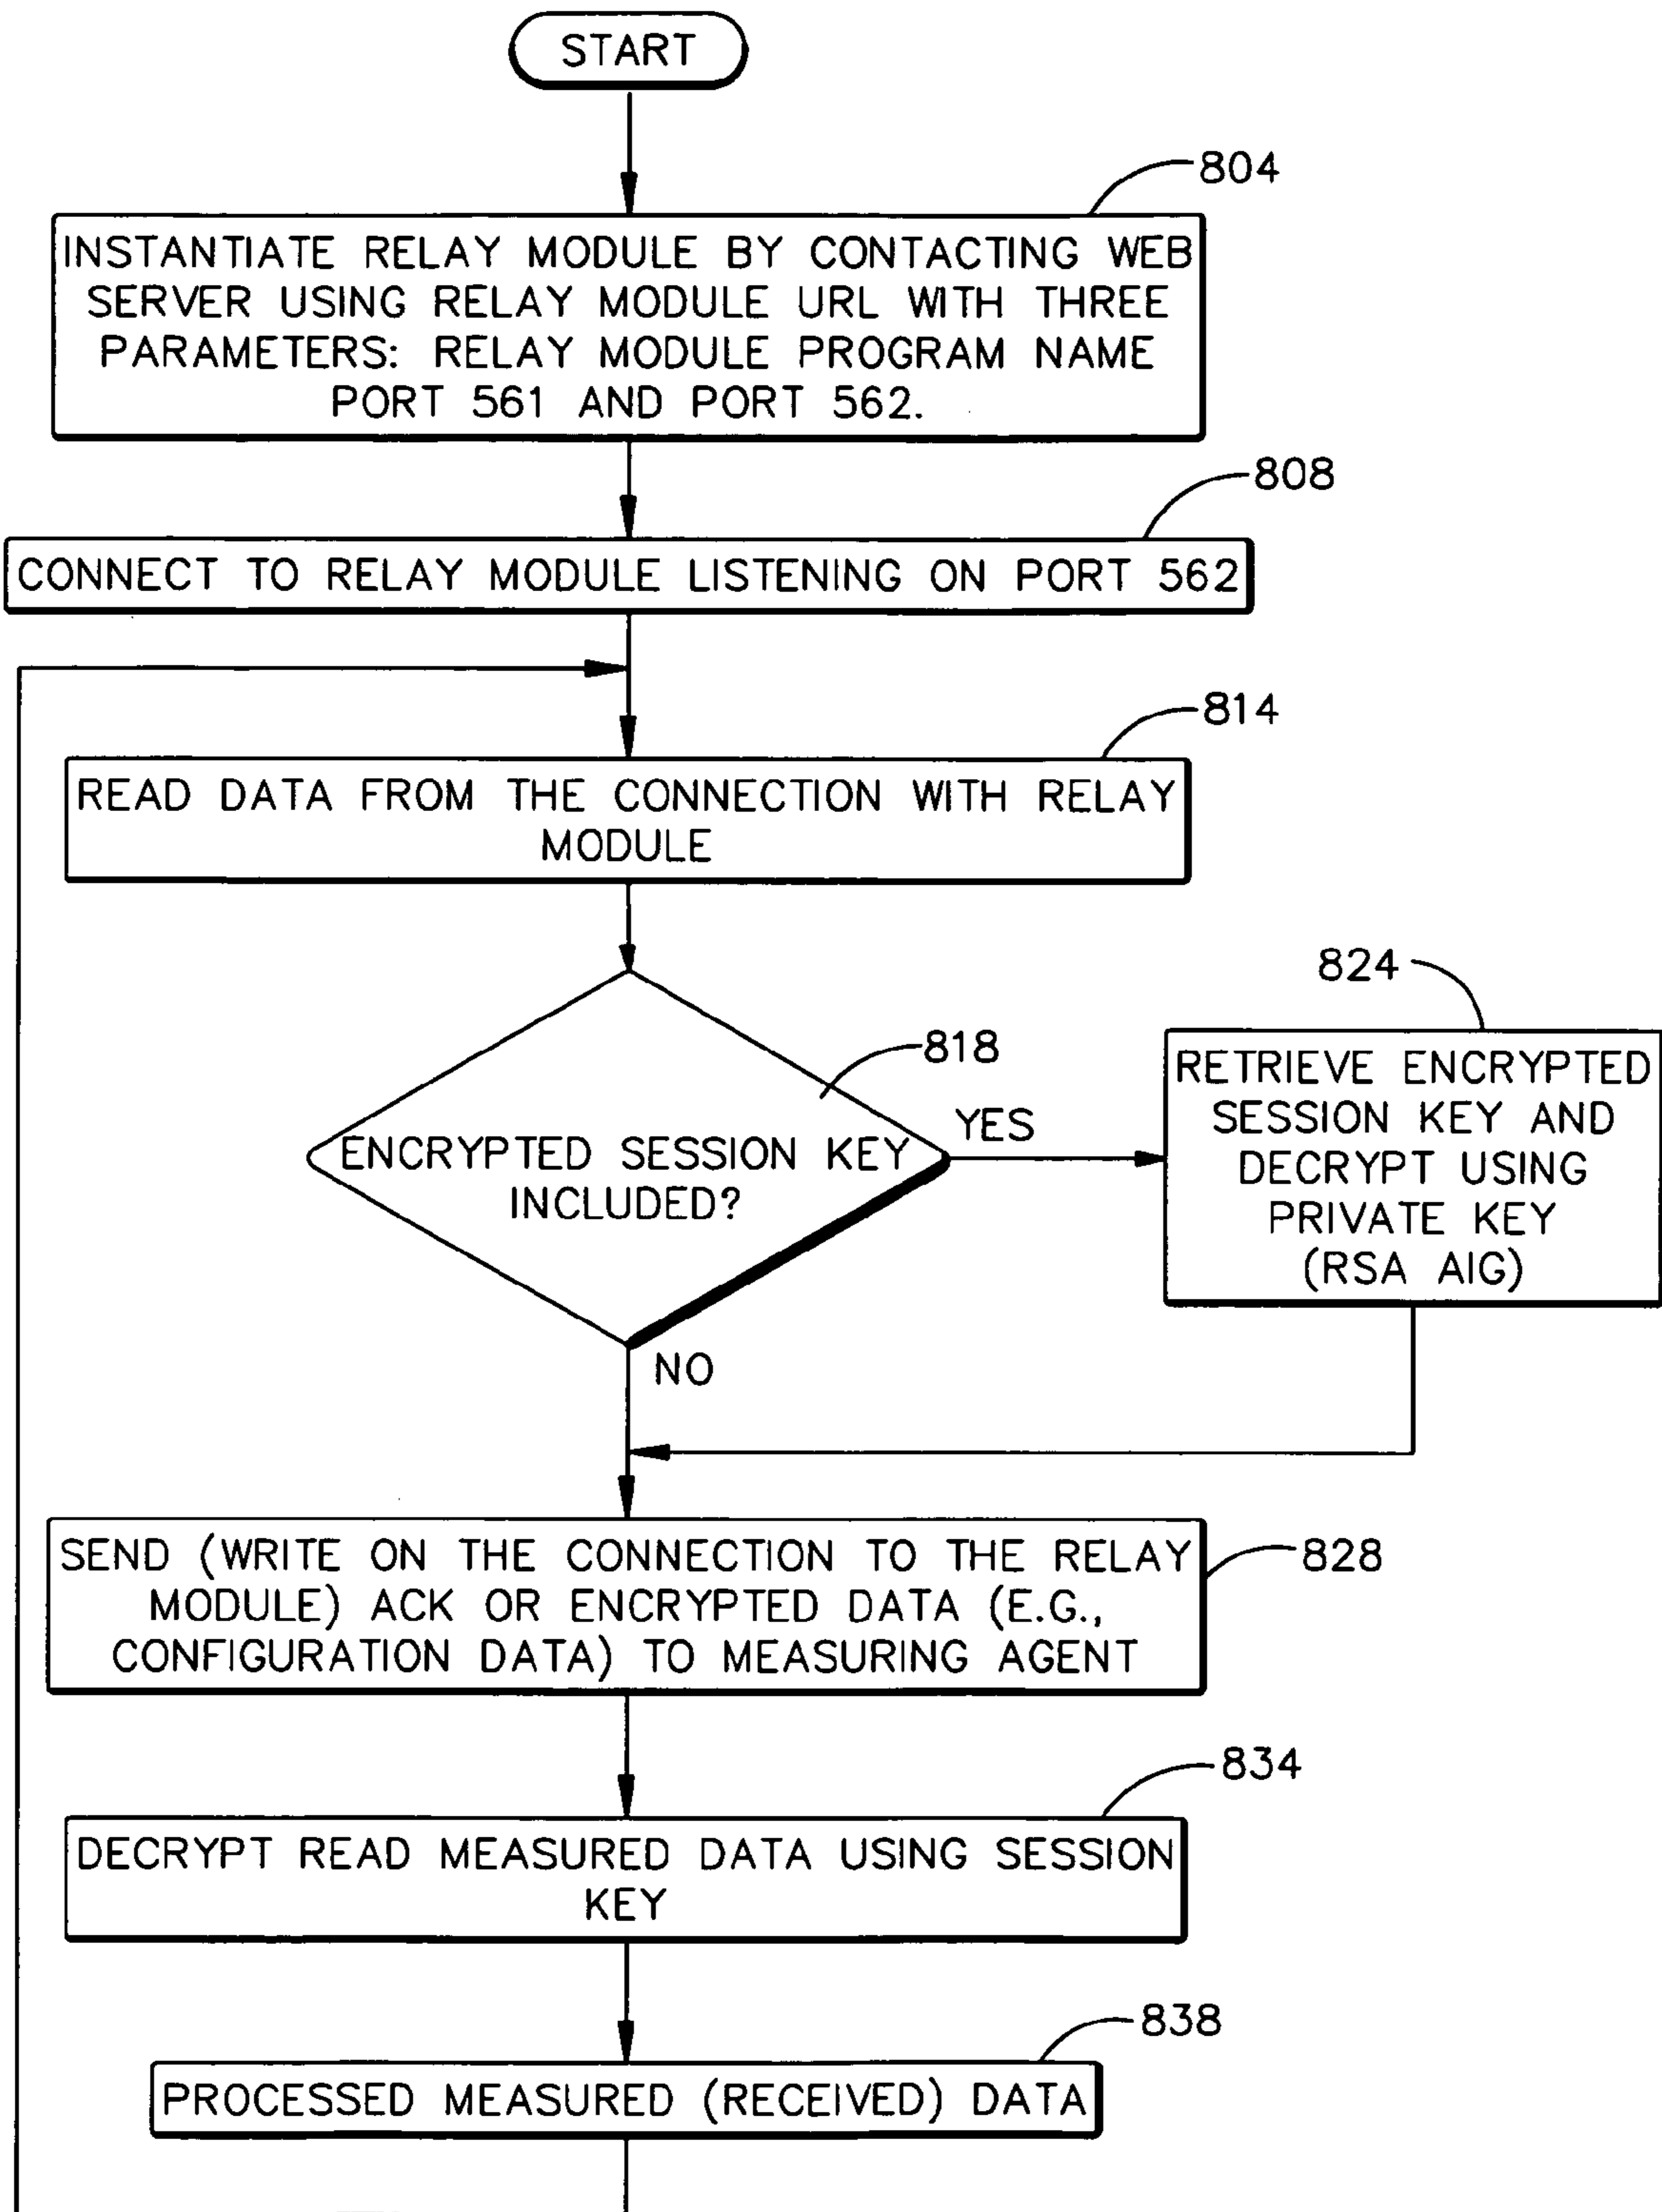 START
804
INSTANTIATE RELAY MODULE BY CONTACTING WEB
SERVER USING RELAY MODULE URL WITH THREE
PARAMETERS: RELAY MODULE PROGRAM NAME
PORT 561 AND PORT 562.
808
CONNECT TO RELAY MODULE LISTENING ON PORT 562
814
READ DATA FROM THE CONNECTION WITH RELAY
MODULE
818
ENCRYPTED SESSION KEY
INCLUDED?
YES
824
RETRIEVE ENCRYPTED
SESSION KEY AND
DECRYPT USING
PRIVATE KEY
(RSA AIG)
NO
SEND (WRITE ON THE CONNECTION TO THE RELAY
MODULE) ACK OR ENCRYPTED DATA (E.G.,
CONFIGURATION DATA) TO MEASURING AGENT
828
834
DECRYPT READ MEASURED DATA USING SESSION
KEY
838
PROCESSED MEASURED (RECEIVED) DATA